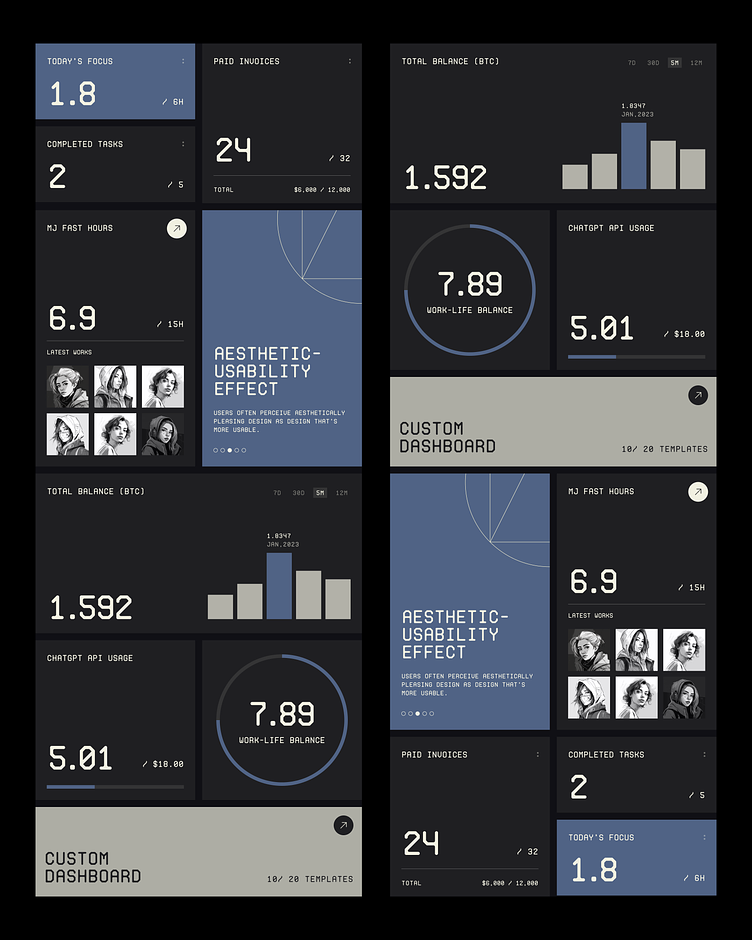 TODAY'S FOCUS
1.8
/ 6H
PAID INVOICES
24
/ 32
TOTAL
$6,000 / 12,000
COMPLETED TASKS
2
/ 5
MJ FAST HOURS
6.9
/ 15H
LATEST WORKS
AESTHETIC-
USABILITY
EFFECT
USERS OFTEN PERCEIVE AESTHETICALLY
PLEASING DESIGN AS DESIGN THAT'S
MORE USABLE.
TOTAL BALANCE (BTC)
7D 30D 5M 12M
1.8347
JAN,2023
1.592
CHATGPT API USAGE
5.01
/ $18.00
7.89
WORK-LIFE BALANCE
CUSTOM
DASHBOARD
10/ 20 TEMPLATES
TOTAL BALANCE (BTC)
7D 30D 5M 12M
1.8347
JAN,2023
1.592
7.89
WORK-LIFE BALANCE
CHATGPT API USAGE
5.01
/ $18.00
CUSTOM
DASHBOARD
10/ 20 TEMPLATES
AESTHETIC-
USABILITY
EFFECT
USERS OFTEN PERCEIVE AESTHETICALLY
PLEASING DESIGN AS DESIGN THAT'S
MORE USABLE.
MJ FAST HOURS
6.9
/ 15H
LATEST WORKS
PAID INVOICES
24
/ 32
TOTAL
$6,000 / 12,000
COMPLETED TASKS
2
/ 5
TODAY'S FOCUS
1.8
/ 6H